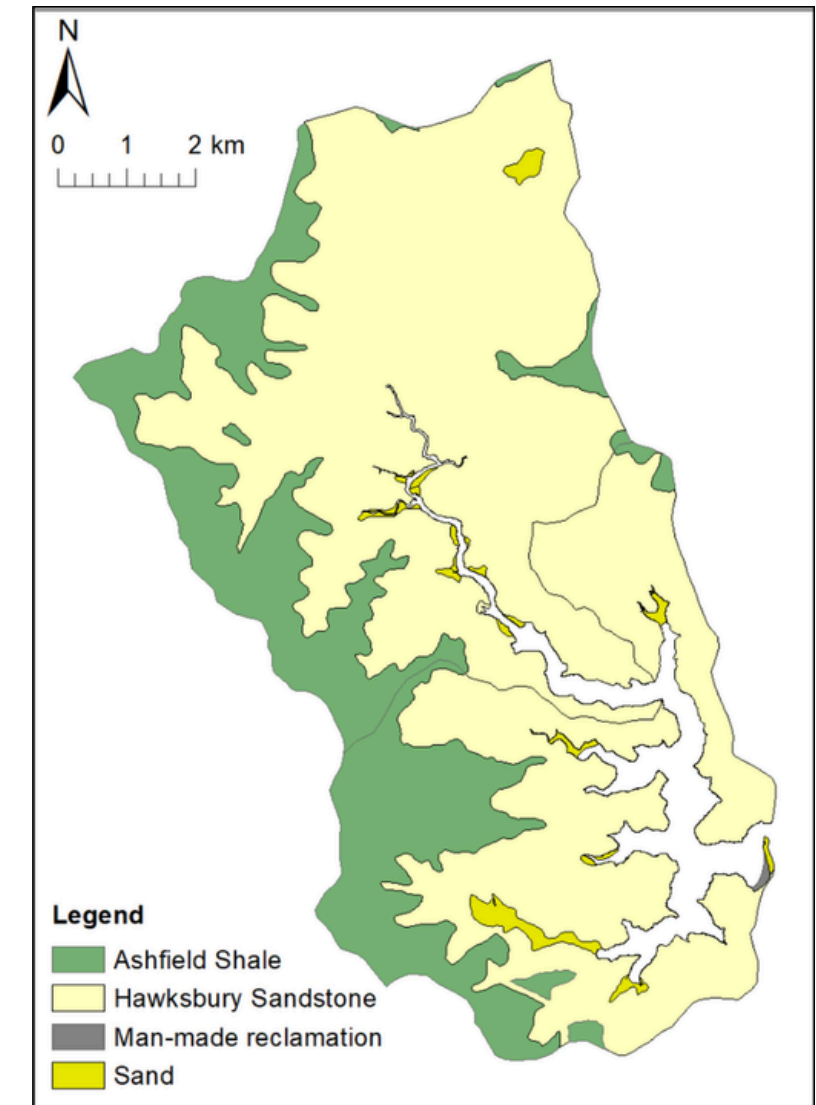 N
0 1 2 km
Legend
Ashfield Shale
Hawksbury Sandstone
Man-made reclamation
Sand